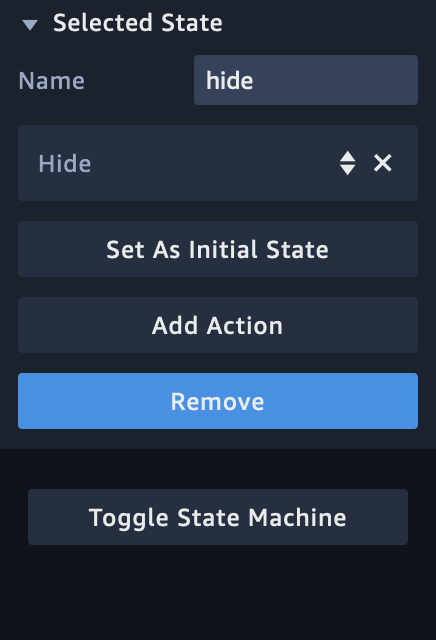 Selected State
Name
hide
Hide
Set As Initial State
Add Action
Remove
Toggle State Machine